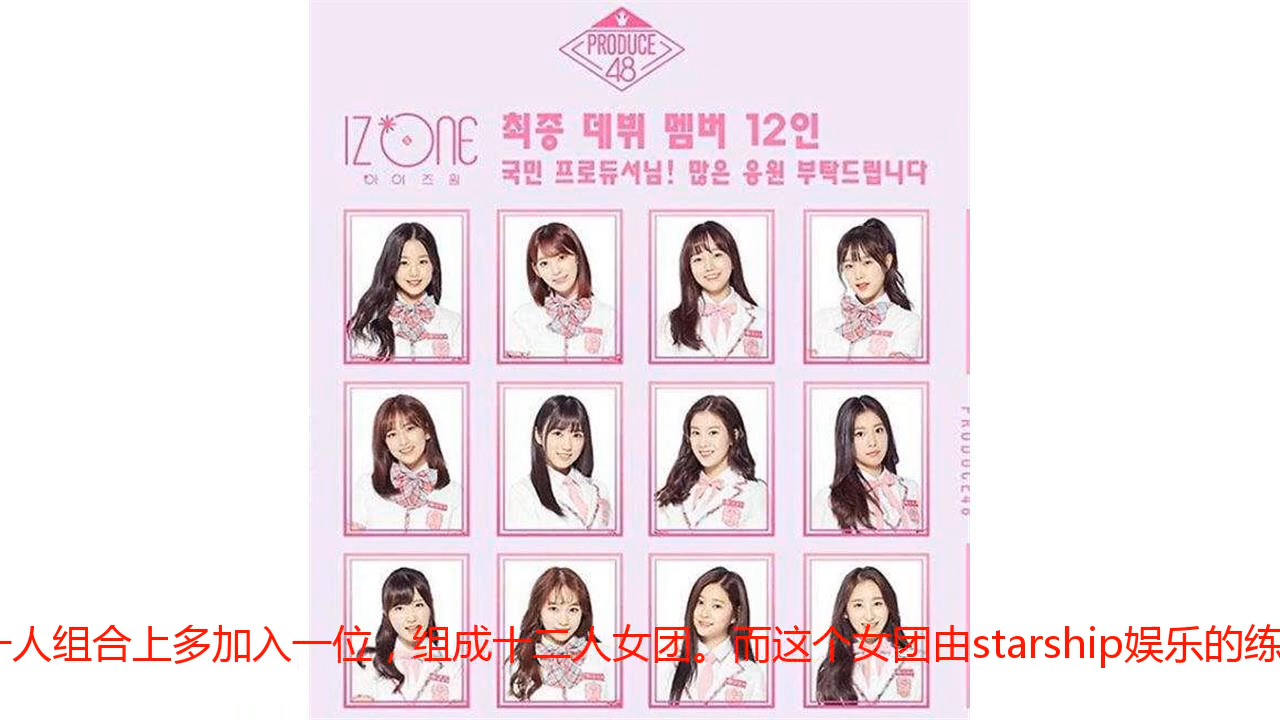 PRODUCE
48
IZ*ONE
아이즈원
최종 데뷔 멤버 12인
국민 프로듀서님! 많은 응원 부탁드립니다
PRODUCE48
一人组合上多加入一位，组成十二人女团。而这个女团由starship娱乐的练